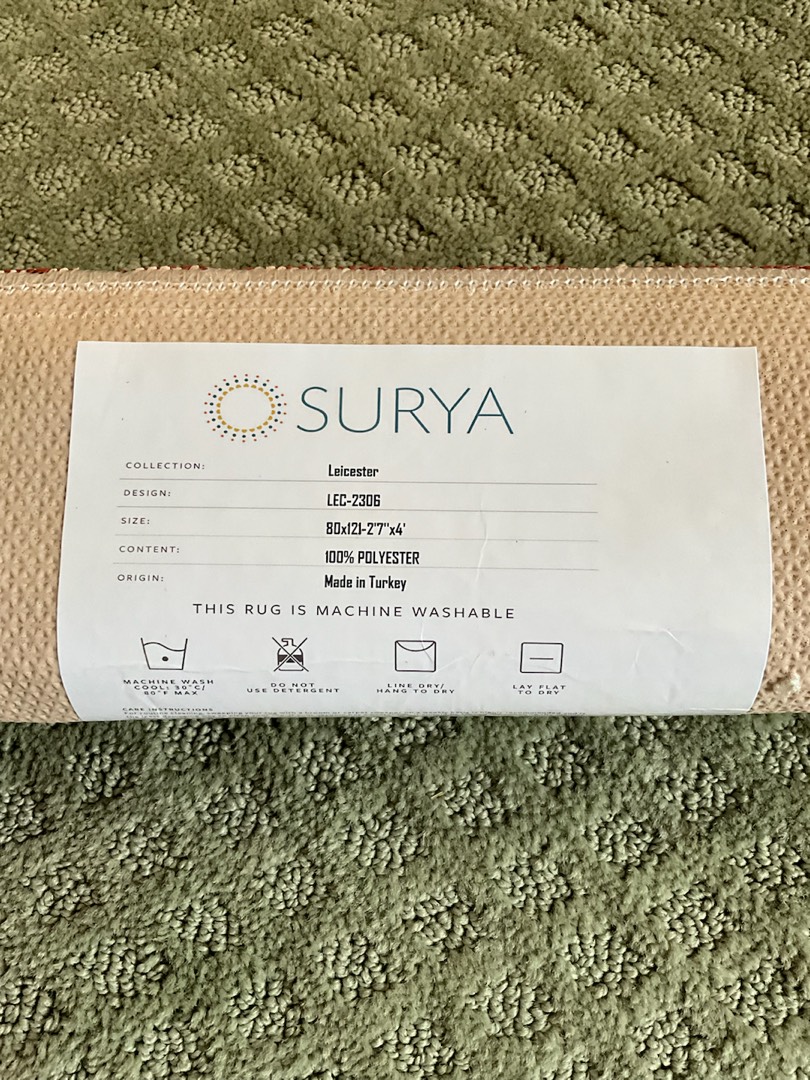 SURYA
COLLECTION: Leicester
DESIGN: LEC-2306
SIZE: 80x121-2'7"x4'
CONTENT: 100% POLYESTER
ORIGIN: Made in Turkey
THIS RUG IS MACHINE WASHABLE
MACHINE WASH
COOL: 30°C/
80°F MAX
DO NOT
USE DETERGENT
LINE DRY/
HANG TO DRY
LAY FLAT
TO DRY
CARE INSTRUCTIONS